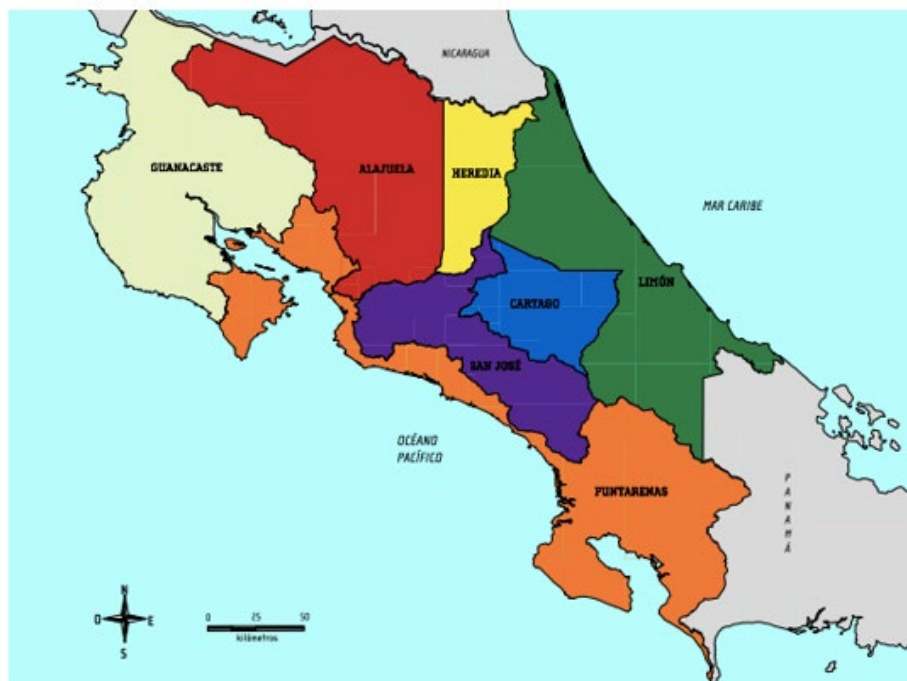 NICARAGUA
GUANACASTE
ALAJUELA
HEREDIA
MAR CARIBE
LIMÓN
CARTAGO
SAN JOSÉ
OCÉANO
PACÍFICO
PUNTARENAS
PANAMÁ
N
O
E
S
0 25 50
kilómetros